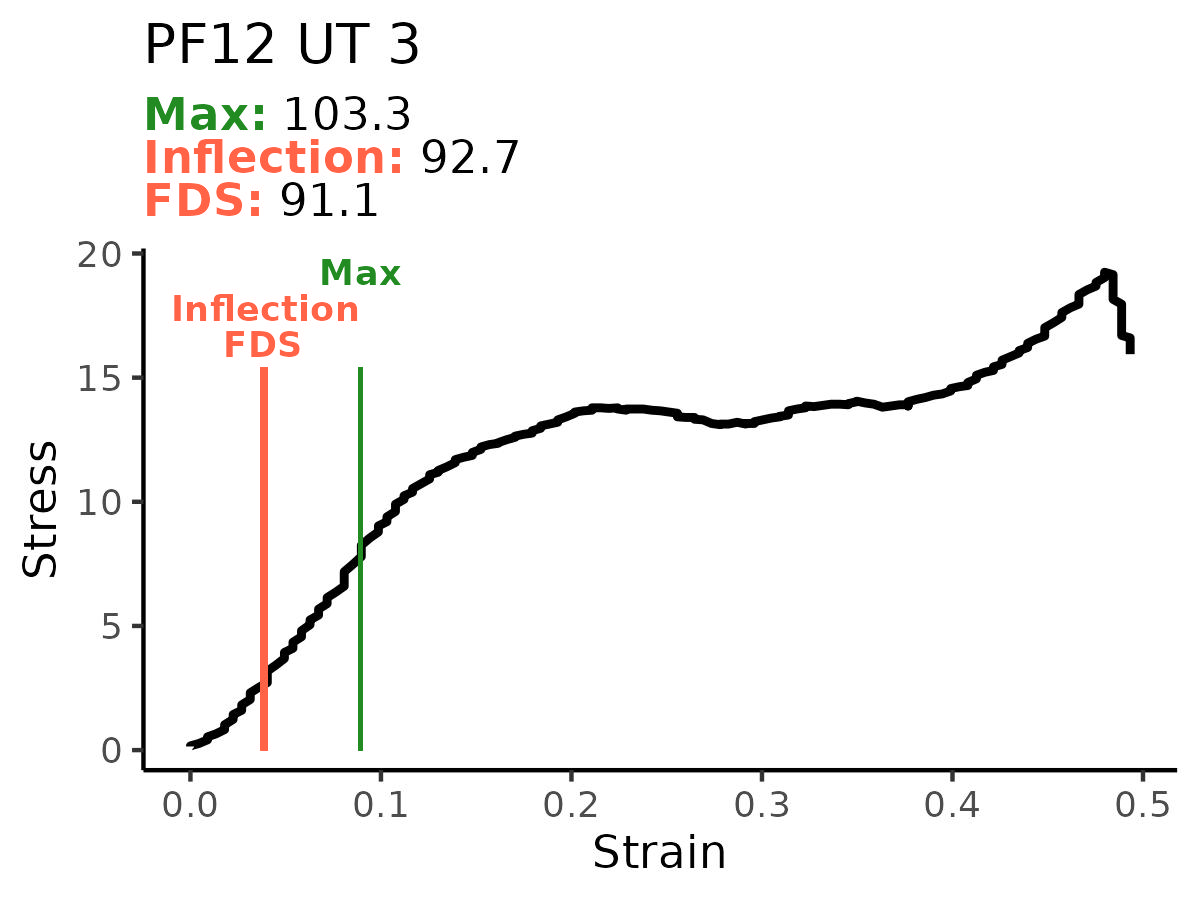 PF12 UT 3
Max: 103.3
Inflection: 92.7
FDS: 91.1
Max
Inflection
FDS
20
15
10
5
0
Stress
0.0 0.1 0.2 0.3 0.4 0.5
Strain